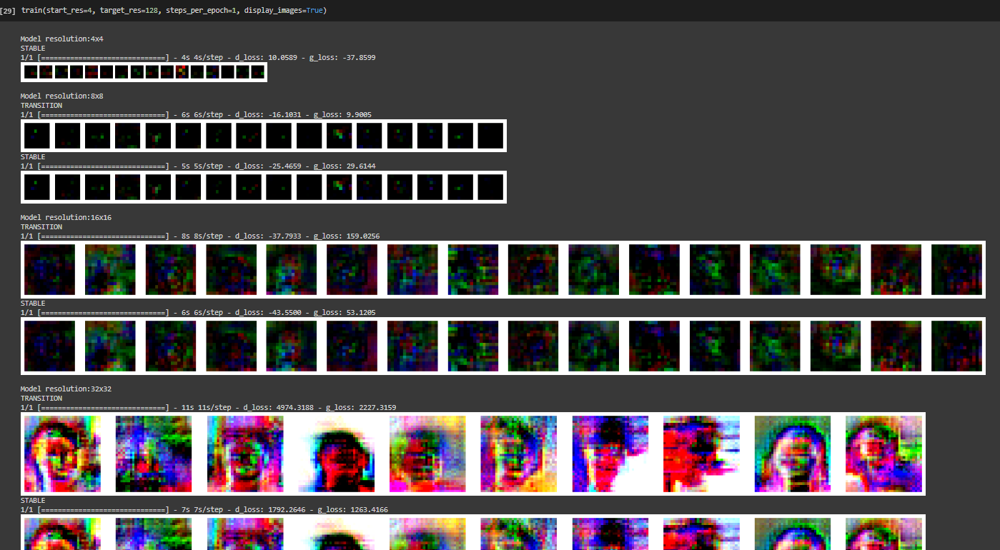 [29] train(start_res=4, target_res=128, steps_per_epoch=1, display_images=True)
Model resolution:4x4
STABLE
1/1 [==============================] - 4s 4s/step - d_loss: 10.0589 - g_loss: -37.8599
Model resolution:8x8
TRANSITION
1/1 [==============================] - 6s 6s/step - d_loss: -16.1031 - g_loss: 9.9005
STABLE
1/1 [==============================] - 5s 5s/step - d_loss: -25.4659 - g_loss: 29.6144
Model resolution:16x16
TRANSITION
1/1 [==============================] - 8s 8s/step - d_loss: -37.7933 - g_loss: 159.0256
STABLE
1/1 [==============================] - 6s 6s/step - d_loss: -43.5500 - g_loss: 53.1205
Model resolution:32x32
TRANSITION
1/1 [==============================] - 11s 11s/step - d_loss: 4974.3188 - g_loss: 2227.3159
STABLE
1/1 [==============================] - 7s 7s/step - d_loss: 1792.2646 - g_loss: 1263.4166